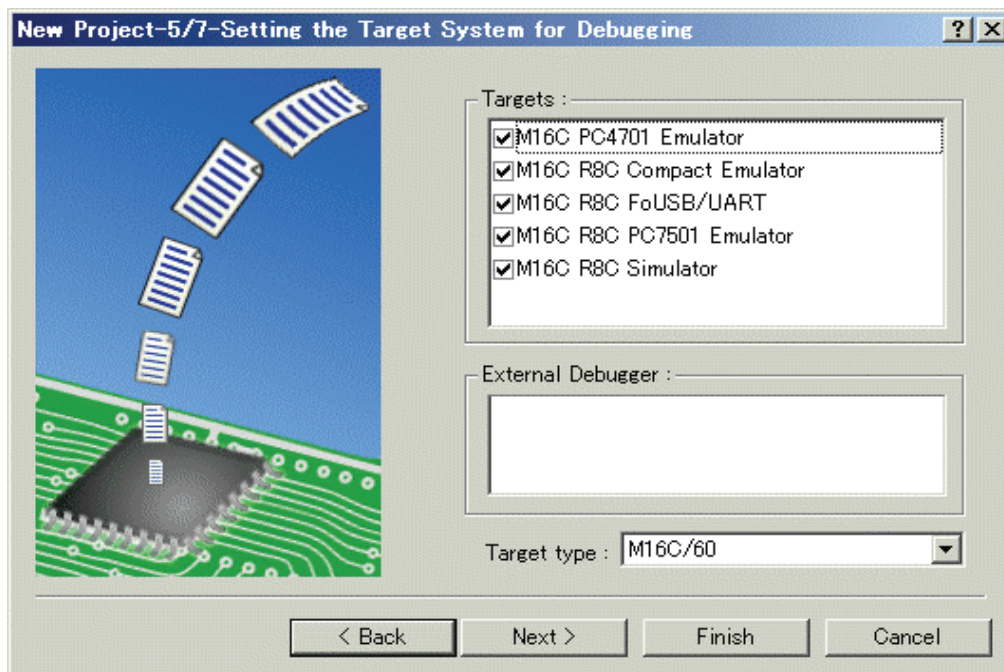 New Project-5/7-Setting the Target System for Debugging
Targets :
M16C PC4701 Emulator
M16C R8C Compact Emulator
M16C R8C FoUSB/UART
M16C R8C PC7501 Emulator
M16C R8C Simulator
External Debugger :
Target type : M16C/60
< Back Next > Finish Cancel